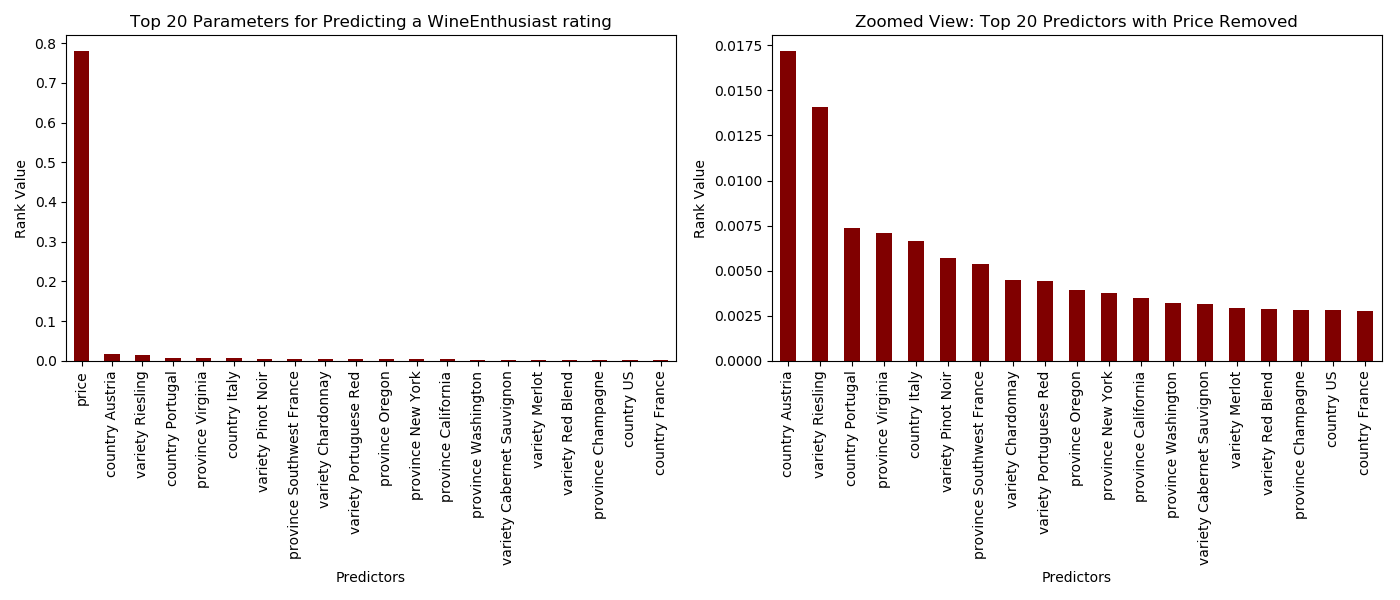 Top 20 Parameters for Predicting a WineEnthusiast rating
Rank Value
0.8
0.7
0.6
0.5
0.4
0.3
0.2
0.1
0.0
price
country Austria
variety Riesling
country Portugal
province Virginia
country Italy
variety Pinot Noir
province Southwest France
variety Chardonnay
variety Portuguese Red
province Oregon
province New York
province California
province Washington
variety Cabernet Sauvignon
variety Merlot
variety Red Blend
province Champagne
country US
country France
Predictors
Zoomed View: Top 20 Predictors with Price Removed
Rank Value
0.0175
0.0150
0.0125
0.0100
0.0075
0.0050
0.0025
0.0000
country Austria
variety Riesling
country Portugal
province Virginia
country Italy
variety Pinot Noir
province Southwest France
variety Chardonnay
variety Portuguese Red
province Oregon
province New York
province California
province Washington
variety Cabernet Sauvignon
variety Merlot
variety Red Blend
province Champagne
country US
country France
Predictors